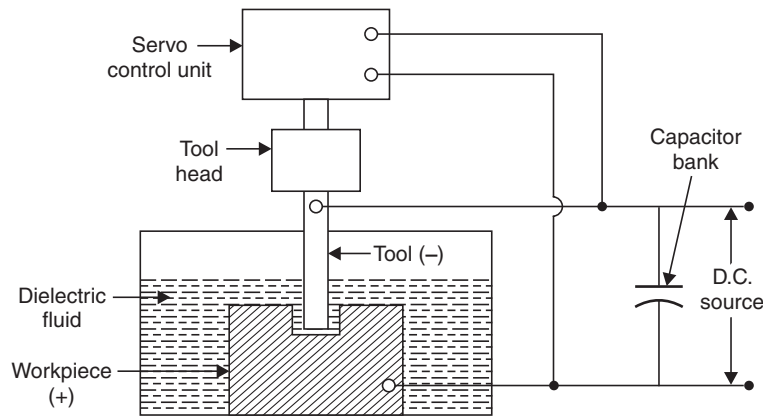 Servo
control unit
Tool
head
Capacitor
bank
Tool (–)
D.C.
source
Dielectric
fluid
Workpiece
(+)